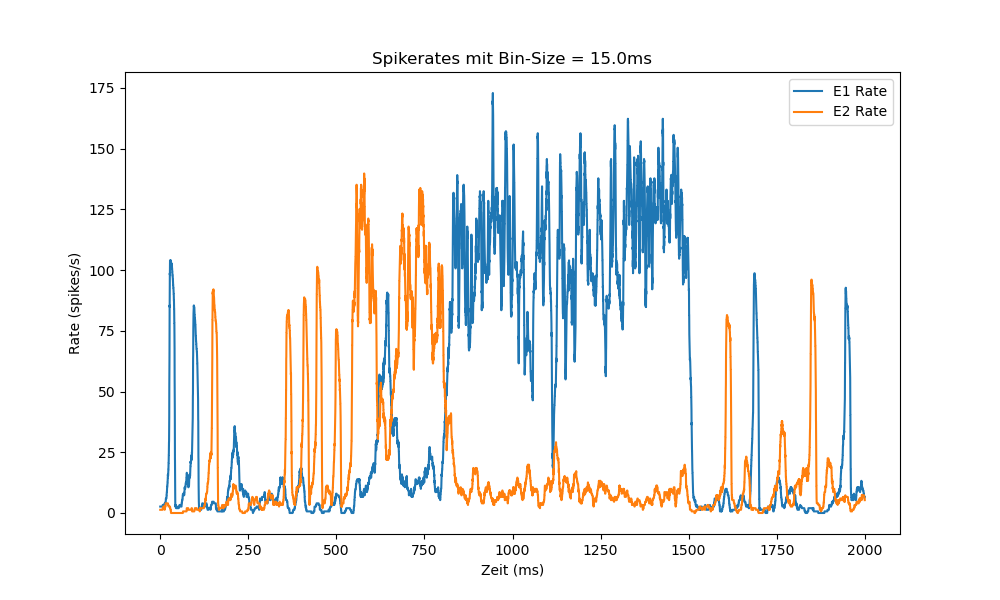 Spikerates mit Bin-Size = 15.0ms
E1 Rate
E2 Rate
175
150
125
100
75
50
25
0
Rate (spikes/s)
0 250 500 750 1000 1250 1500 1750 2000
Zeit (ms)